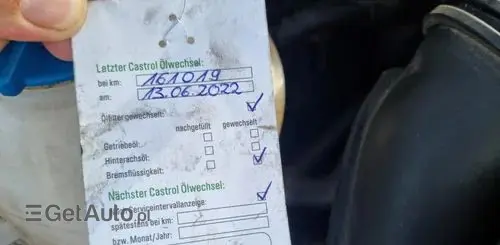 Letzter Castrol Ölwechsel:
bei km: 161019
am: 13.06.2022
Ölfilter gewechselt:
nachgefüllt gewechselt
Getriebeöl:
Hinterachsöl:
Bremsflüssigkeit:
Nächster Castrol Ölwechsel:
Serviceintervallanzeige:
spätestens bei km:
bzw. Monat/Jahr:
GetAuto.pl